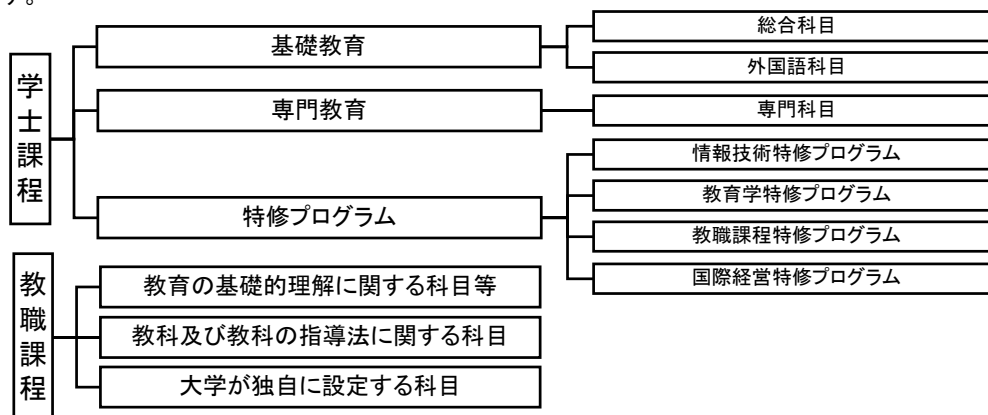 す。
学士課程
基礎教育
総合科目
外国語科目
専門教育
専門科目
特修プログラム
情報技術特修プログラム
教育学特修プログラム
教職課程特修プログラム
国際経営特修プログラム
教職課程
教育の基礎的理解に関する科目等
教科及び教科の指導法に関する科目
大学が独自に設定する科目